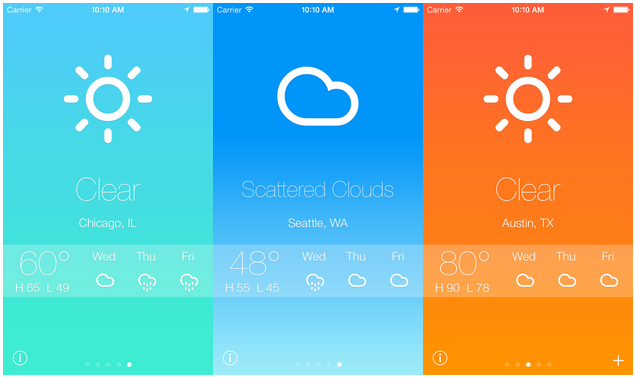 Carrier 10:10 AM
Clear
Chicago, IL
60° Wed Thu Fri
H 65 L 49
Carrier 10:10 AM
Scattered Clouds
Seattle, WA
48° Wed Thu Fri
H 55 L 45
Carrier 10:10 AM
Clear
Austin, TX
80° Wed Thu Fri
H 90 L 78